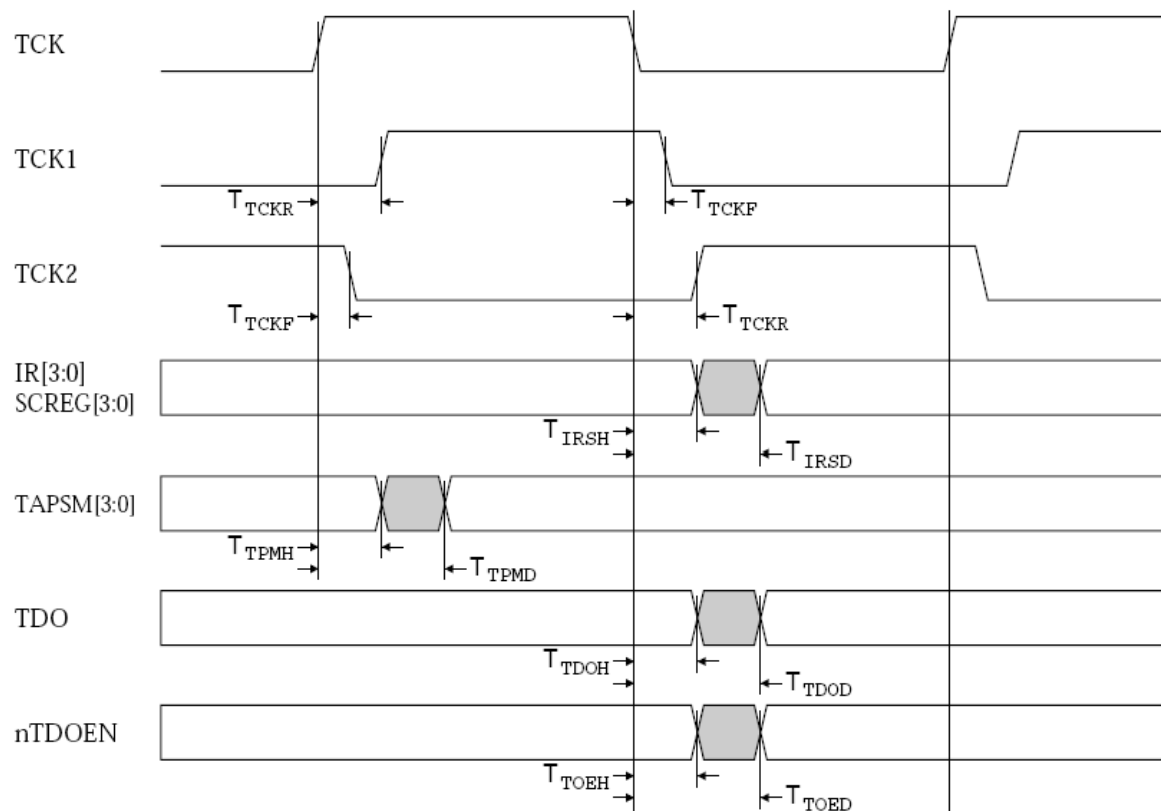 TCK
TCK1
TTCKR
TTCKF
TCK2
TTCKF
TTCKR
IR[3:0]
SCREG[3:0]
TIRSH
TIRSD
TAPSM[3:0]
TTPMH
TTPMD
TDO
TTDOH
TTDOD
nTDOEN
TTOEH
TTOED